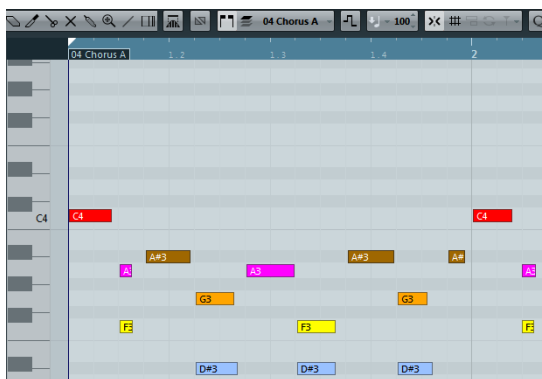 04 Chorus A 100
04 Chorus A 1.2 1.3 1.4 2
C4 C4 C4
A#3 A#3 A#
A3 A3 A3
G3 G3
F3 F3 F
D#3 D#3 D#3